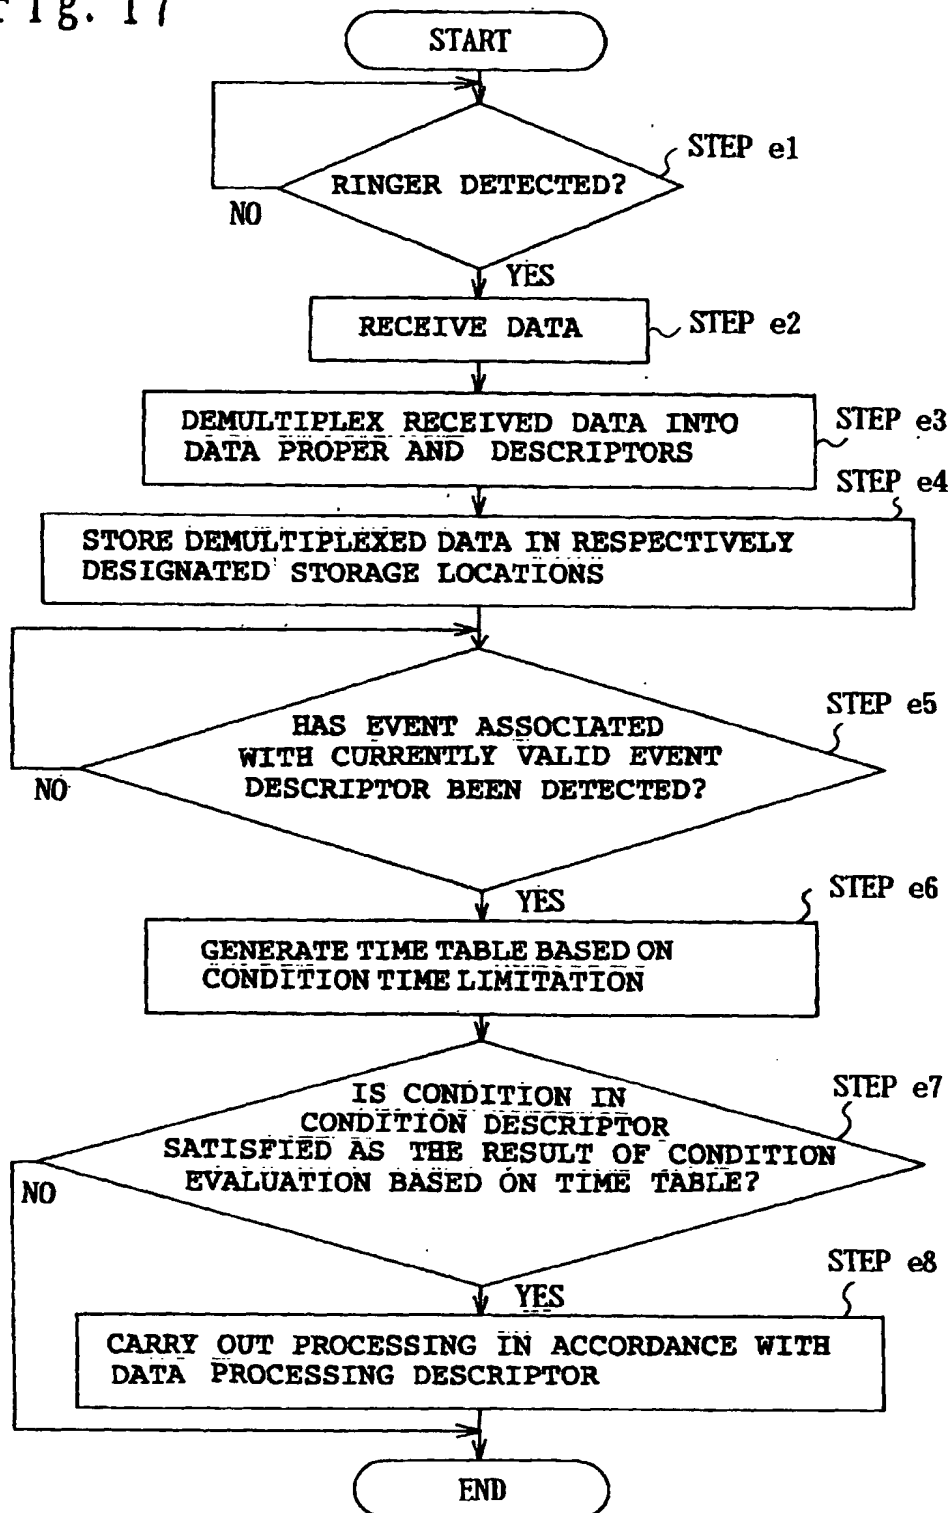 Fig. 17
START
STEP e1
RINGER DETECTED?
NO
YES
RECEIVE DATA
STEP e2
DEMULTIPLEX RECEIVED DATA INTO
DATA PROPER AND DESCRIPTORS
STEP e3
STEP e4
STORE DEMULTIPLEXED DATA IN RESPECTIVELY
DESIGNATED STORAGE LOCATIONS
STEP e5
HAS EVENT ASSOCIATED
WITH CURRENTLY VALID EVENT
DESCRIPTOR BEEN DETECTED?
NO
YES
STEP e6
GENERATE TIME TABLE BASED ON
CONDITION TIME LIMITATION
STEP e7
IS CONDITION IN
CONDITION DESCRIPTOR
SATISFIED AS THE RESULT OF CONDITION
EVALUATION BASED ON TIME TABLE?
NO
YES
STEP e8
CARRY OUT PROCESSING IN ACCORDANCE WITH
DATA PROCESSING DESCRIPTOR
END